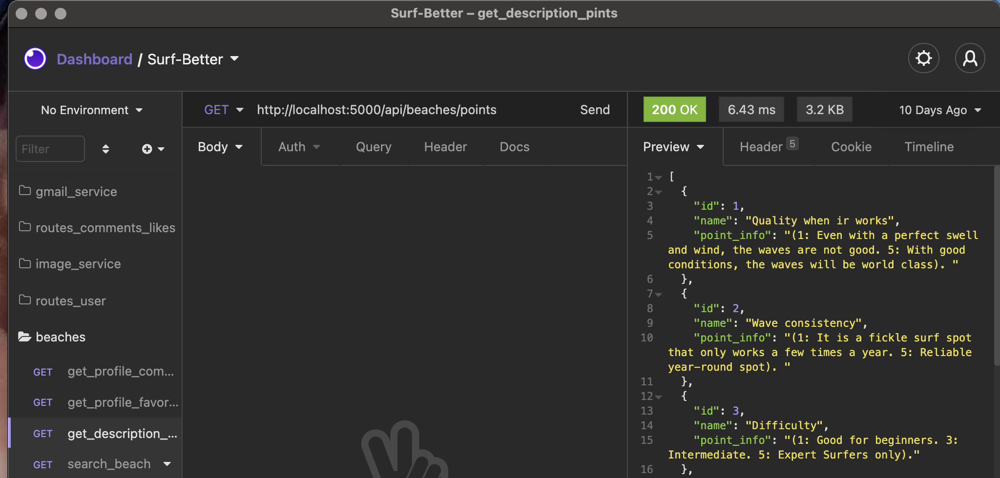 Surf-Better – get_description_pints
Dashboard / Surf-Better
No Environment
GET http://localhost:5000/api/beaches/points Send
200 OK 6.43 ms 3.2 KB 10 Days Ago
Filter
Body Auth Query Header Docs
Preview Header 5 Cookie Timeline
gmail_service
routes_comments_likes
image_service
routes_user
beaches
GET get_profile_com...
GET get_profile_favor...
GET get_description_...
GET search_beach
1 [
2 {
3 "id": 1,
4 "name": "Quality when ir works",
5 "point_info": "(1: Even with a perfect swell
and wind, the waves are not good. 5: With good
conditions, the waves will be world class). "
6 },
7 {
8 "id": 2,
9 "name": "Wave consistency",
10 "point_info": "(1: It is a fickle surf spot
that only works a few times a year. 5: Reliable
year-round spot). "
11 },
12 {
13 "id": 3,
14 "name": "Difficulty",
15 "point_info": "(1: Good for beginners. 3:
Intermediate. 5: Expert Surfers only)."
16 },